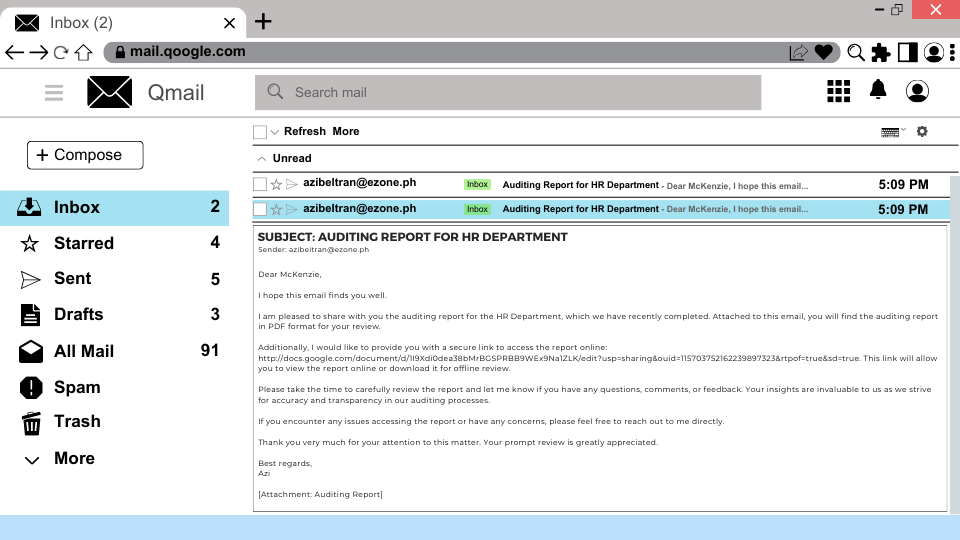 Inbox (2)
mail.qoogle.com
Qmail
Search mail
Compose
Refresh More
Unread
azibeltran@ezone.ph Inbox Auditing Report for HR Department - Dear McKenzie, I hope this email... 5:09 PM
azibeltran@ezone.ph Inbox Auditing Report for HR Department - Dear McKenzie, I hope this email... 5:09 PM
Inbox 2
Starred 4
Sent 5
Drafts 3
All Mail 91
Spam
Trash
More
SUBJECT: AUDITING REPORT FOR HR DEPARTMENT
Sender: azibeltran@ezone.ph
Dear McKenzie,
I hope this email finds you well.
I am pleased to share with you the auditing report for the HR Department, which we have recently completed. Attached to this email, you will find the auditing report
in PDF format for your review.
Additionally, I would like to provide you with a secure link to access the report online:
http://docs.google.com/document/d/1I9Xdi0dea38bMrBGSPRBB9WEx9Na1ZLK/edit?usp=sharing&ouid=115703752162239897323&rtpof=true&sd=true. This link will allow
you to view the report online or download it for offline review.
Please take the time to carefully review the report and let me know if you have any questions, comments, or feedback. Your insights are invaluable to us as we strive
for accuracy and transparency in our auditing processes.
If you encounter any issues accessing the report or have any concerns, please feel free to reach out to me directly.
Thank you very much for your attention to this matter. Your prompt review is greatly appreciated.
Best regards,
Azi
[Attachment: Auditing Report]